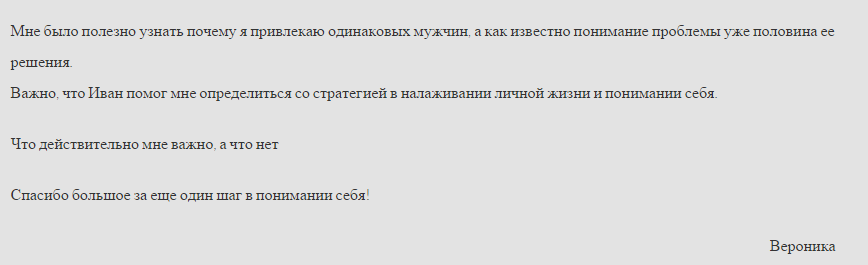 Мне было полезно узнать почему я привлекаю одинаковых мужчин, а как известно понимание проблемы уже половина ее
решения.
Важно, что Иван помог мне определиться со стратегией в налаживании личной жизни и понимании себя.
Что действительно мне важно, а что нет
Спасибо большое за еще один шаг в понимании себя!
Вероника